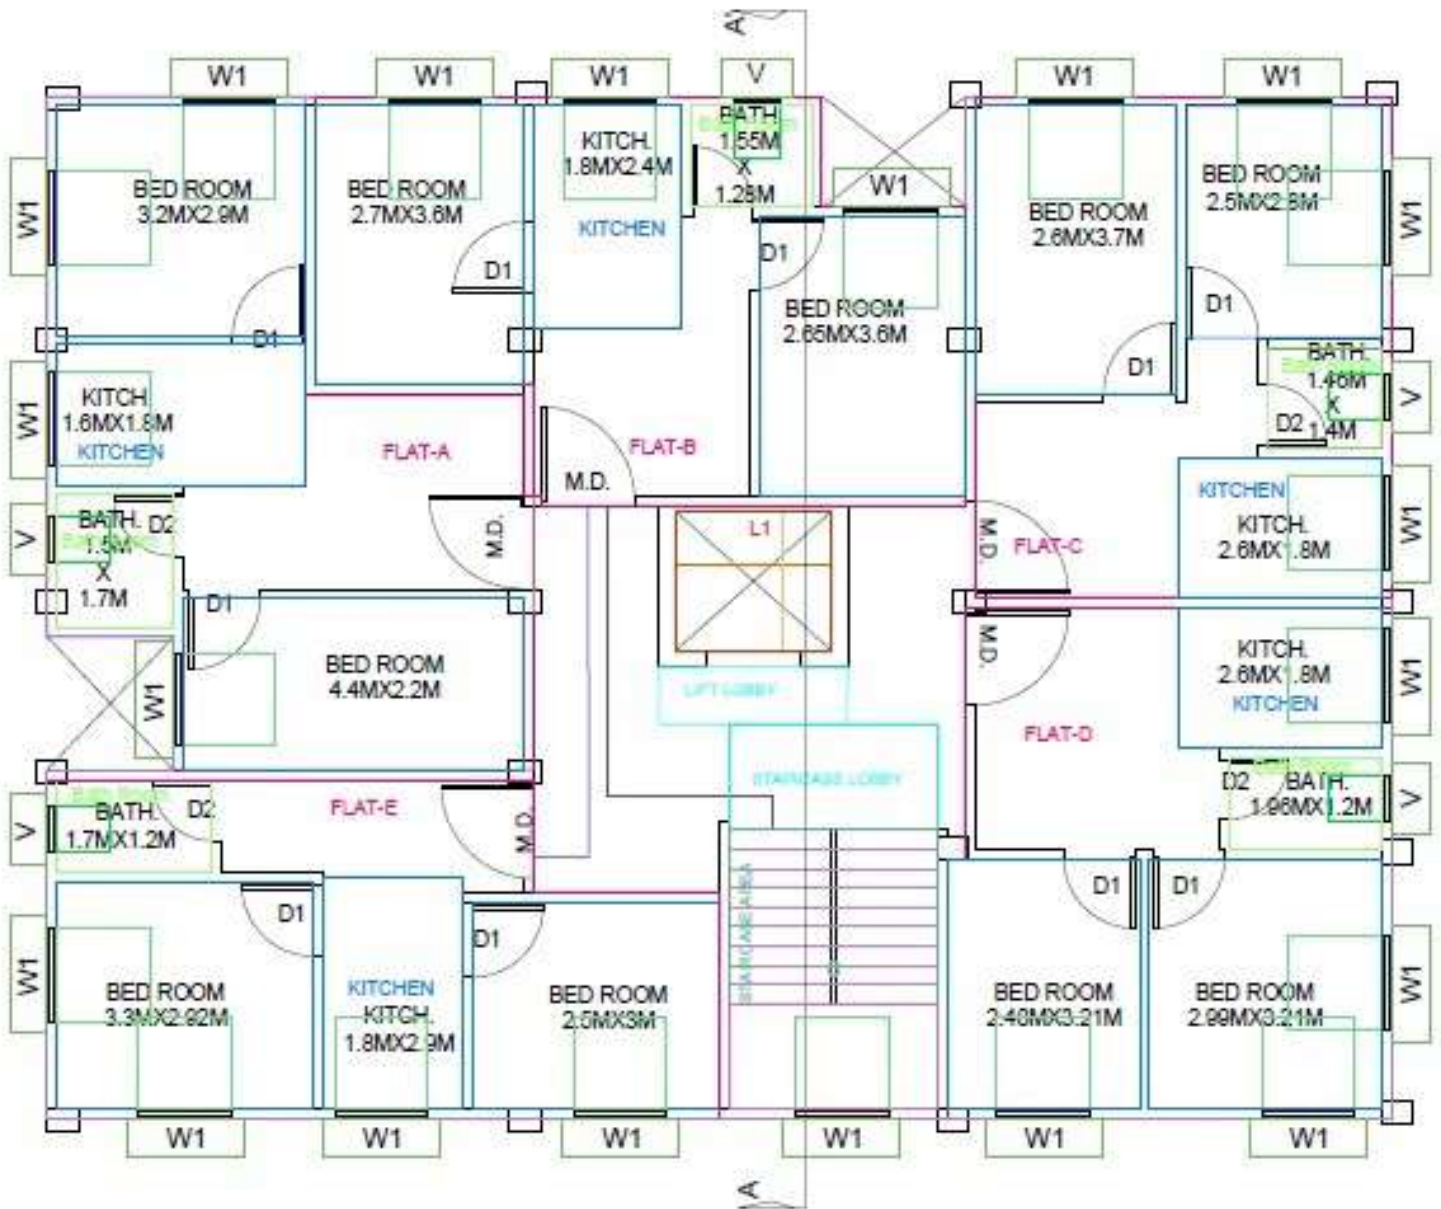 A'
W1
W1
W1
V
W1
W1
BED ROOM
3.2MX2.9M
BED ROOM
2.7MX3.6M
KITCH.
1.8MX2.4M
KITCHEN
BATH.
1.55M
X
1.28M
W1
BED ROOM
2.6MX3.7M
BED ROOM
2.5MX2.8M
W1
W1
D1
D1
D1
BED ROOM
2.65MX3.6M
D1
D1
W1
KITCH.
1.6MX1.8M
KITCHEN
FLAT-A
FLAT-B
M.D.
BATH.
1.46M
X
1.4M
D2
V
V
BATH.
1.5M
X
1.7M
D2
M.D.
L1
M.D.
FLAT-C
KITCHEN
KITCH.
2.6MX1.8M
W1
D1
BED ROOM
4.4MX2.2M
W1
LIFT LOBBY
M.D.
FLAT-D
KITCH.
2.6MX1.8M
KITCHEN
W1
STAIRCASE LOBBY
V
BATH.
1.7MX1.2M
D2
FLAT-E
M.D.
D2
BATH.
1.96MX1.2M
V
STAIRCASE AREA
D1
D1
D1
D1
W1
BED ROOM
3.3MX2.92M
KITCHEN
KITCH.
1.8MX2.9M
BED ROOM
2.5MX3M
BED ROOM
2.48MX3.21M
BED ROOM
2.99MX3.21M
W1
W1
W1
W1
W1
W1
W1
A